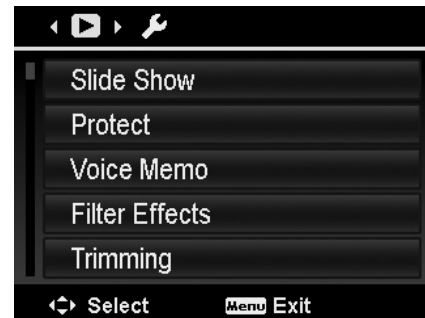 Slide Show
Protect
Voice Memo
Filter Effects
Trimming
Select Menu Exit